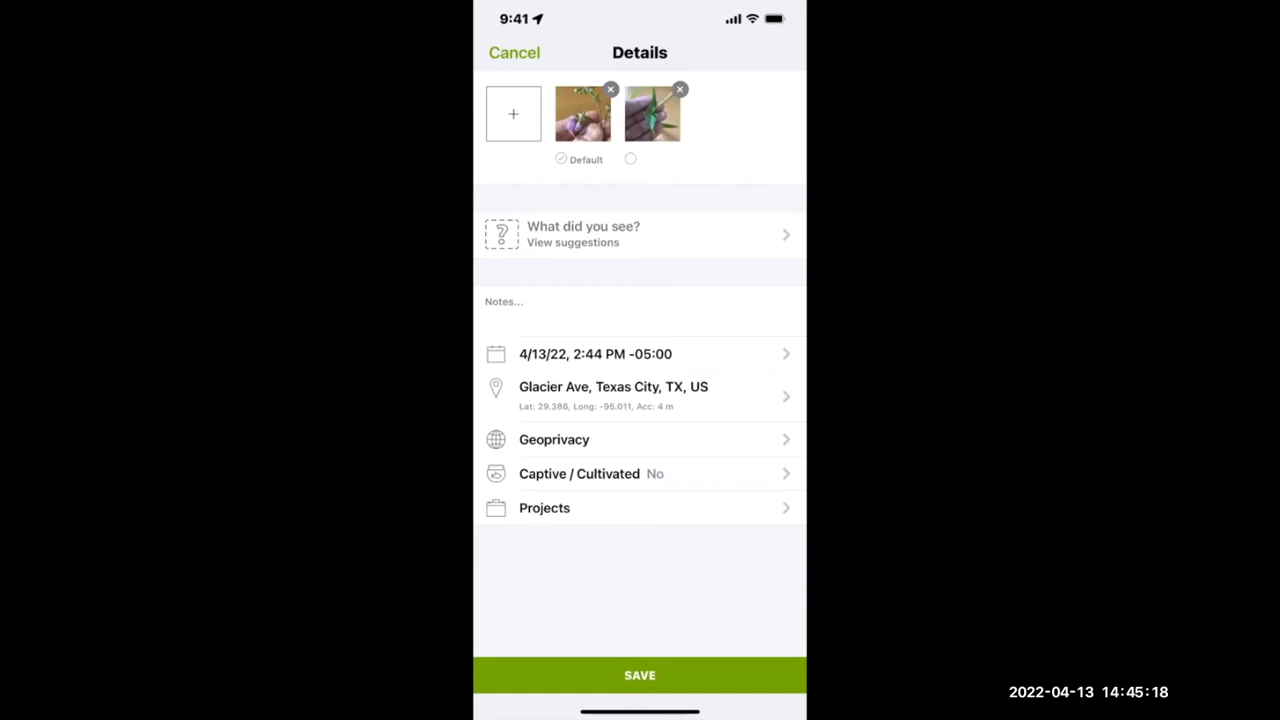 9:41
Cancel
Details
Default
What did you see?
View suggestions
Notes...
4/13/22, 2:44 PM -05:00
Glacier Ave, Texas City, TX, US
Lat: 29.386, Long: -95.011, Acc: 4 m
Geoprivacy
Captive / Cultivated No
Projects
SAVE
2022-04-13 14:45:18